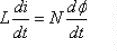 L di/dt = N dϕ/dt